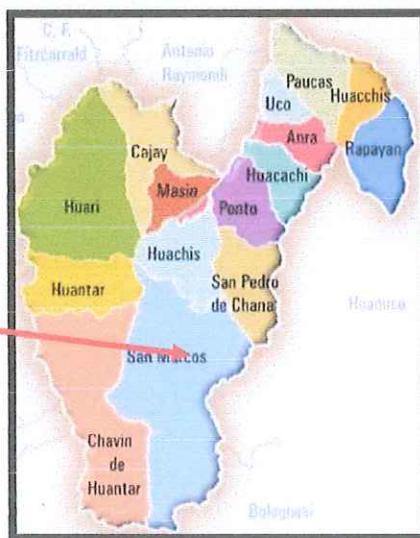 C. F.
Fitzcarrald
Antonio
Raymondi
Paucas
Huacchis
Uco
Anra
Rapayan
Cajay
Huacachi
Masin
Ponto
Huari
Huachis
Huantar
San Pedro
de Chana
Huanuco
San Marcos
Chavin
de
Huantar
Bolognesi